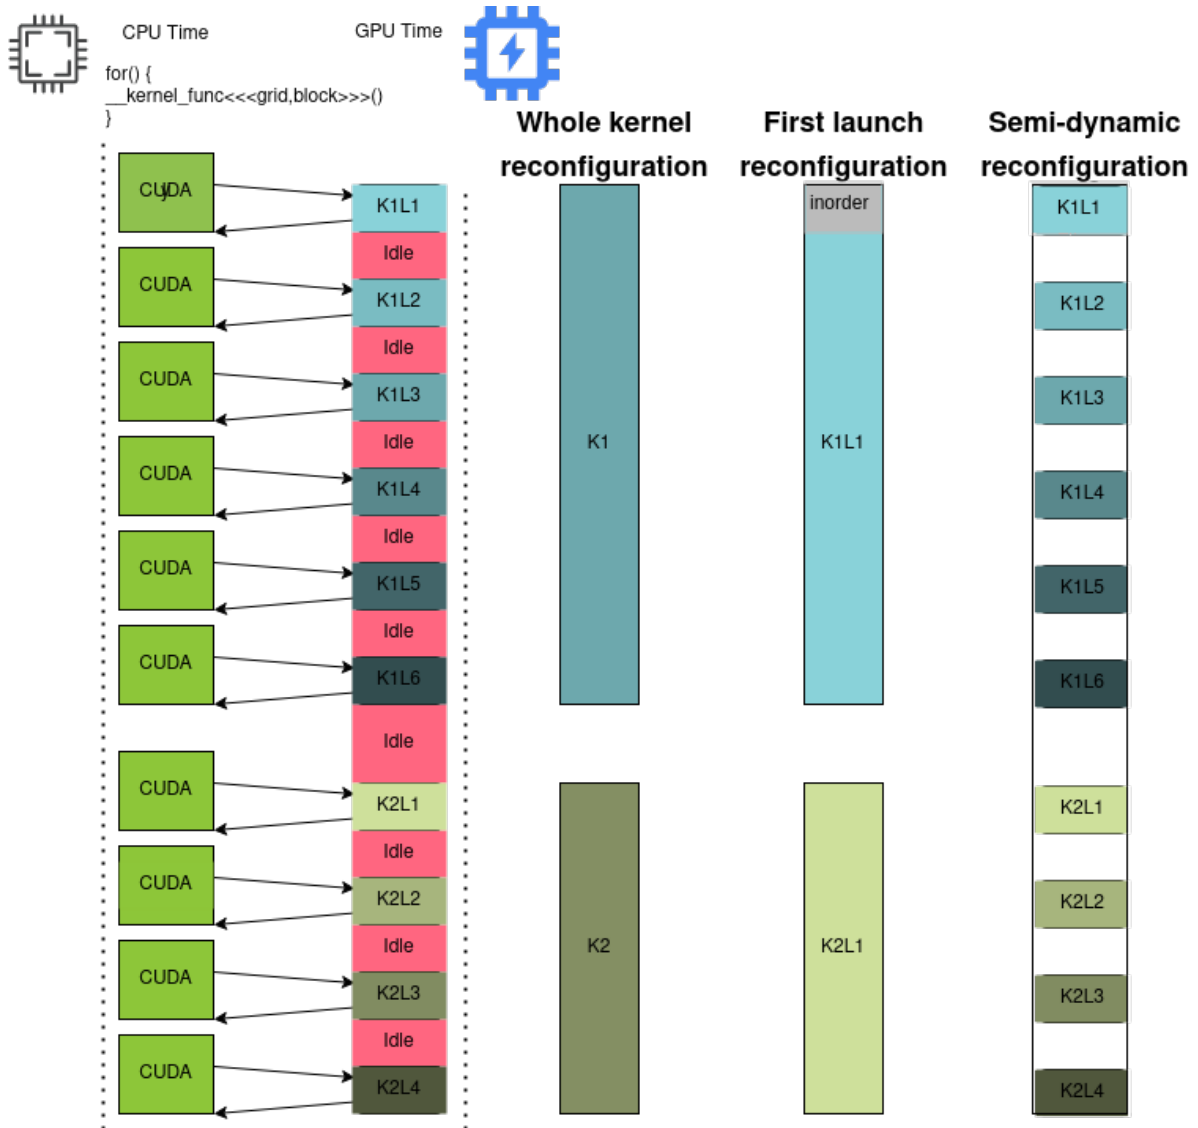 CPU Time
GPU Time
for() {
__kernel_func<<<grid,block>>>()
}
Whole kernel
reconfiguration
First launch
reconfiguration
Semi-dynamic
reconfiguration
CUDA
K1L1
Idle
CUDA
K1L2
Idle
CUDA
K1L3
Idle
CUDA
K1L4
Idle
CUDA
K1L5
Idle
CUDA
K1L6
Idle
CUDA
K2L1
Idle
CUDA
K2L2
Idle
CUDA
K2L3
Idle
CUDA
K2L4
K1
K2
inorder
K1L1
K2L1
K1L1
K1L2
K1L3
K1L4
K1L5
K1L6
K2L1
K2L2
K2L3
K2L4